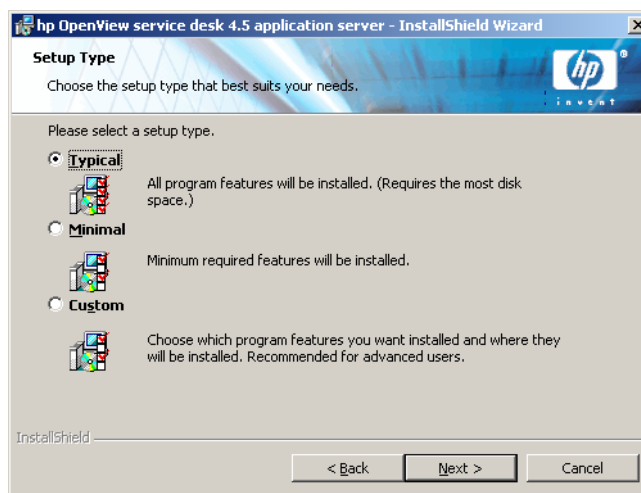 hp OpenView service desk 4.5 application server - InstallShield Wizard
Setup Type
Choose the setup type that best suits your needs.
hp
invent
Please select a setup type.
Typical
All program features will be installed. (Requires the most disk
space.)
Minimal
Minimum required features will be installed.
Custom
Choose which program features you want installed and where they
will be installed. Recommended for advanced users.
InstallShield
< Back
Next >
Cancel